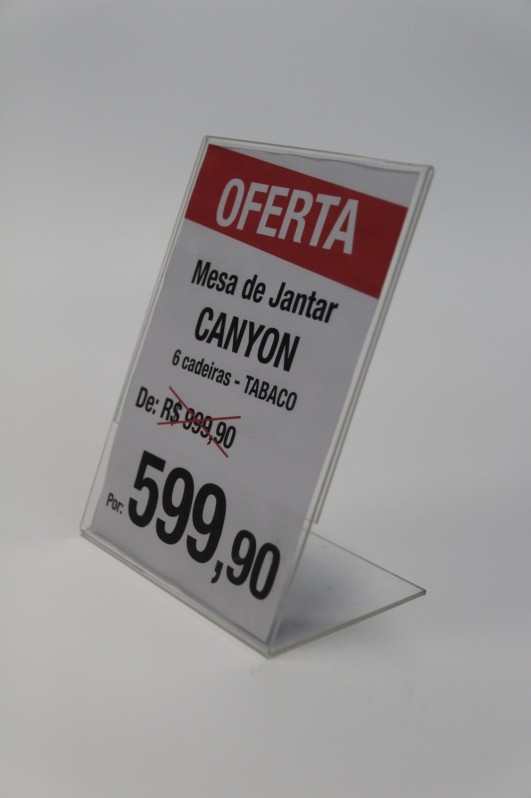 OFERTA
Mesa de Jantar
CANYON
6 cadeiras - TABACO
De: R$ 999,90
Por: 599,90